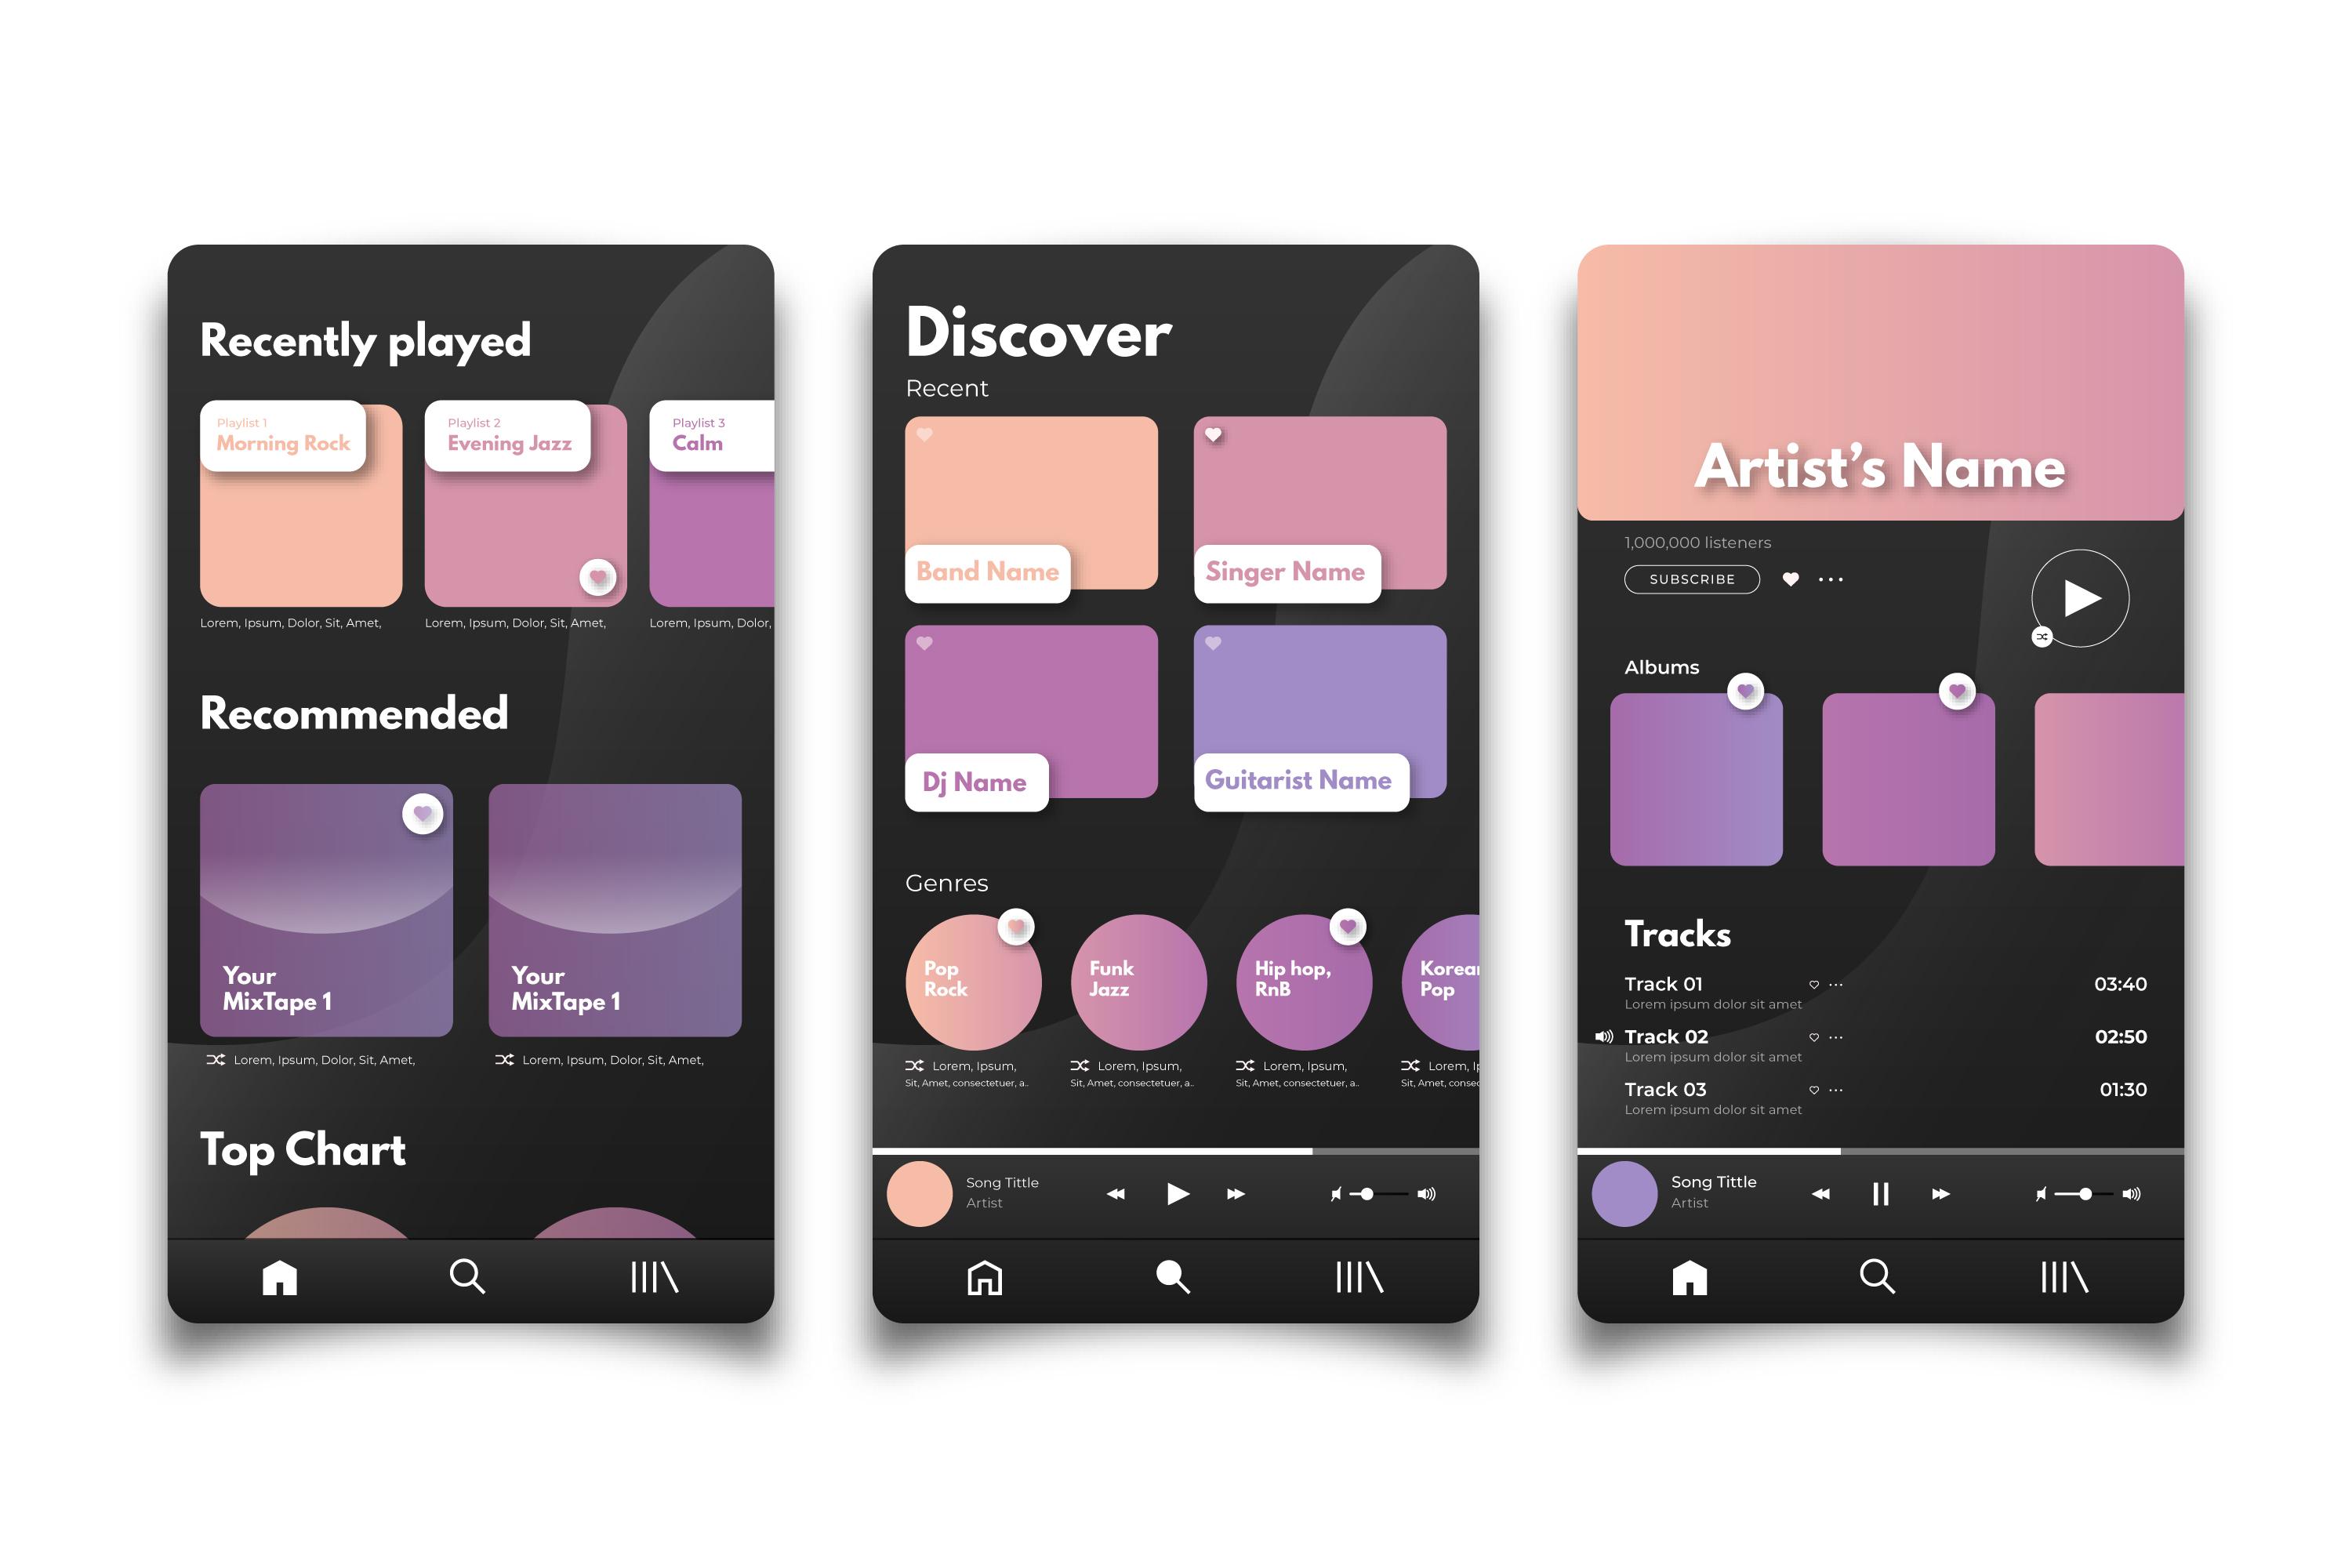 Recently played
Playlist 1
Morning Rock
Playlist 2
Evening Jazz
Playlist 3
Calm
Lorem, Ipsum, Dolor, Sit, Amet,
Lorem, Ipsum, Dolor, Sit, Amet,
Lorem, Ipsum, Dolor,
Recommended
Your
MixTape 1
Your
MixTape 1
Lorem, Ipsum, Dolor, Sit, Amet,
Lorem, Ipsum, Dolor, Sit, Amet,
Top Chart
Discover
Recent
Band Name
Singer Name
Dj Name
Guitarist Name
Genres
Pop
Rock
Funk
Jazz
Hip hop,
RnB
Korean
Pop
Lorem, Ipsum,
Sit, Amet, consectetuer, a..
Lorem, Ipsum,
Sit, Amet, consectetuer, a..
Lorem, Ipsum,
Sit, Amet, consectetuer, a..
Lorem, Ip
Sit, Amet, consec
Song Tittle
Artist
Artist's Name
1,000,000 listeners
SUBSCRIBE
Albums
Tracks
Track 01
03:40
Lorem ipsum dolor sit amet
Track 02
02:50
Lorem ipsum dolor sit amet
Track 03
01:30
Lorem ipsum dolor sit amet
Song Tittle
Artist